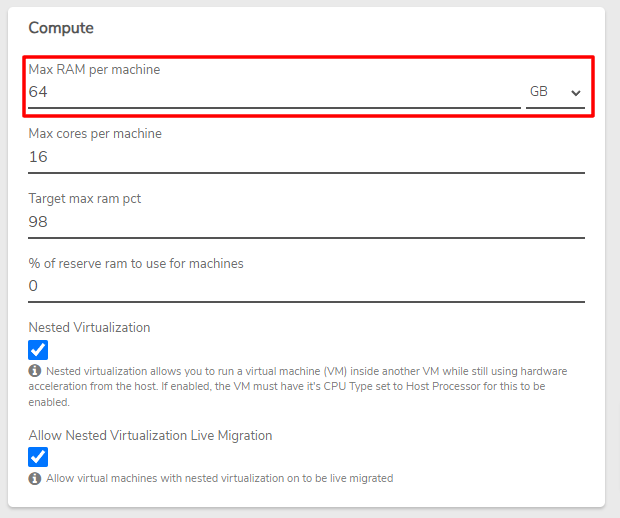 Compute
Max RAM per machine
64 GB
Max cores per machine
16
Target max ram pct
98
% of reserve ram to use for machines
0
Nested Virtualization
Nested virtualization allows you to run a virtual machine (VM) inside another VM while still using hardware
acceleration from the host. If enabled, the VM must have it's CPU Type set to Host Processor for this to be
enabled.
Allow Nested Virtualization Live Migration
Allow virtual machines with nested virtualization on to be live migrated